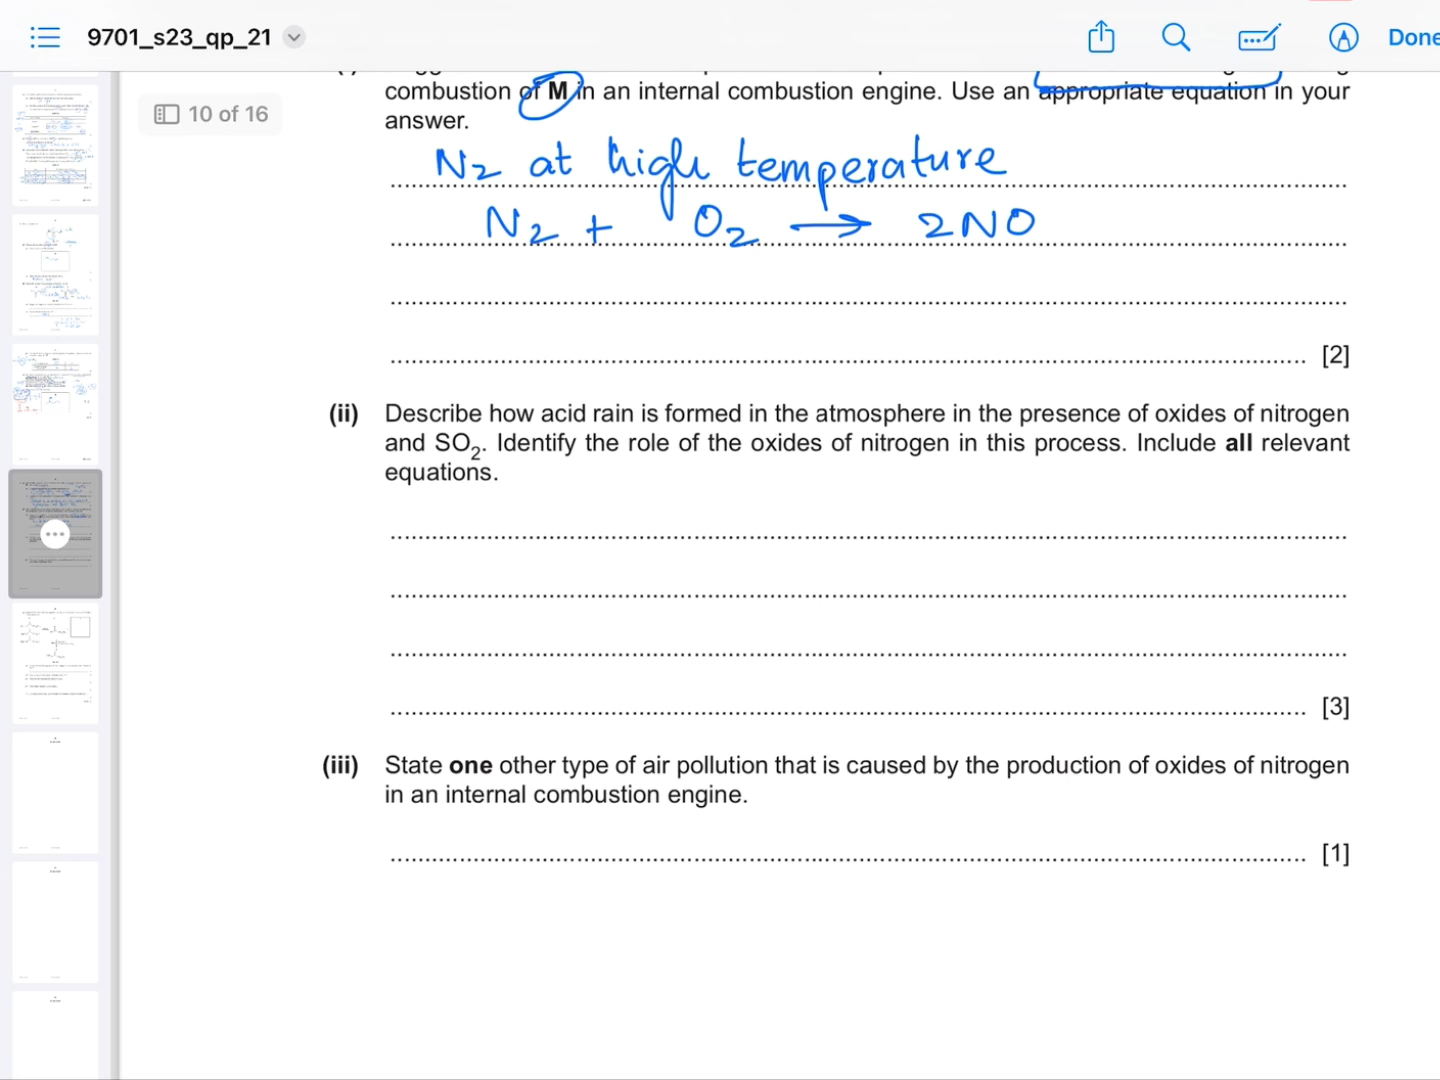 9701_s23_qp_21
Done
10 of 16
combustion of M in an internal combustion engine. Use an appropriate equation in your
answer.
N2 at high temperature
N2 + O2 → 2NO
[2]
(ii) Describe how acid rain is formed in the atmosphere in the presence of oxides of nitrogen
and SO2. Identify the role of the oxides of nitrogen in this process. Include all relevant
equations.
[3]
(iii) State one other type of air pollution that is caused by the production of oxides of nitrogen
in an internal combustion engine.
[1]